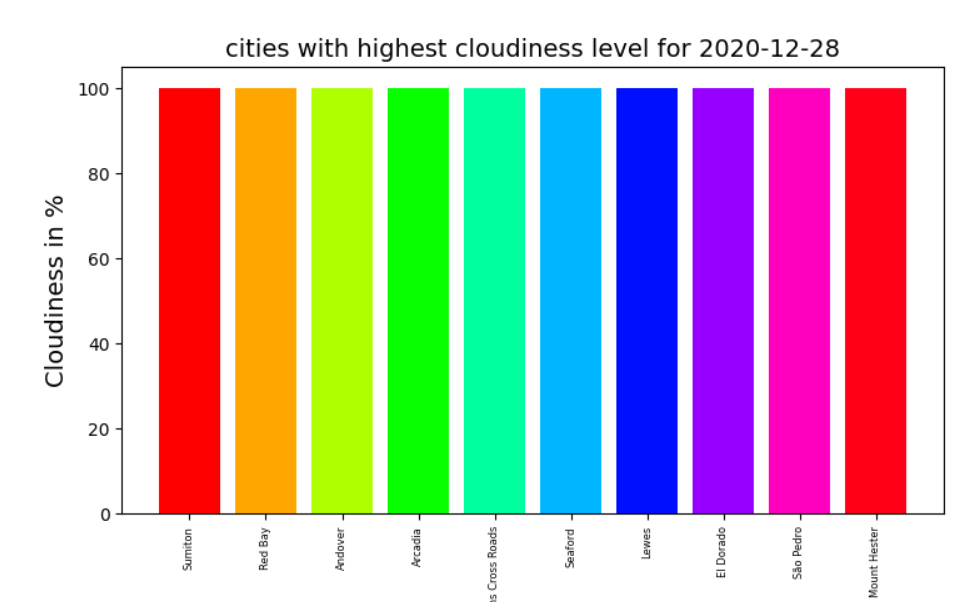 cities with highest cloudiness level for 2020-12-28
Cloudiness in %
100
80
60
40
20
0
Sumiton
Red Bay
Andover
Arcadia
Cross Roads
Seaford
Lewes
El Dorado
São Pedro
Mount Hester